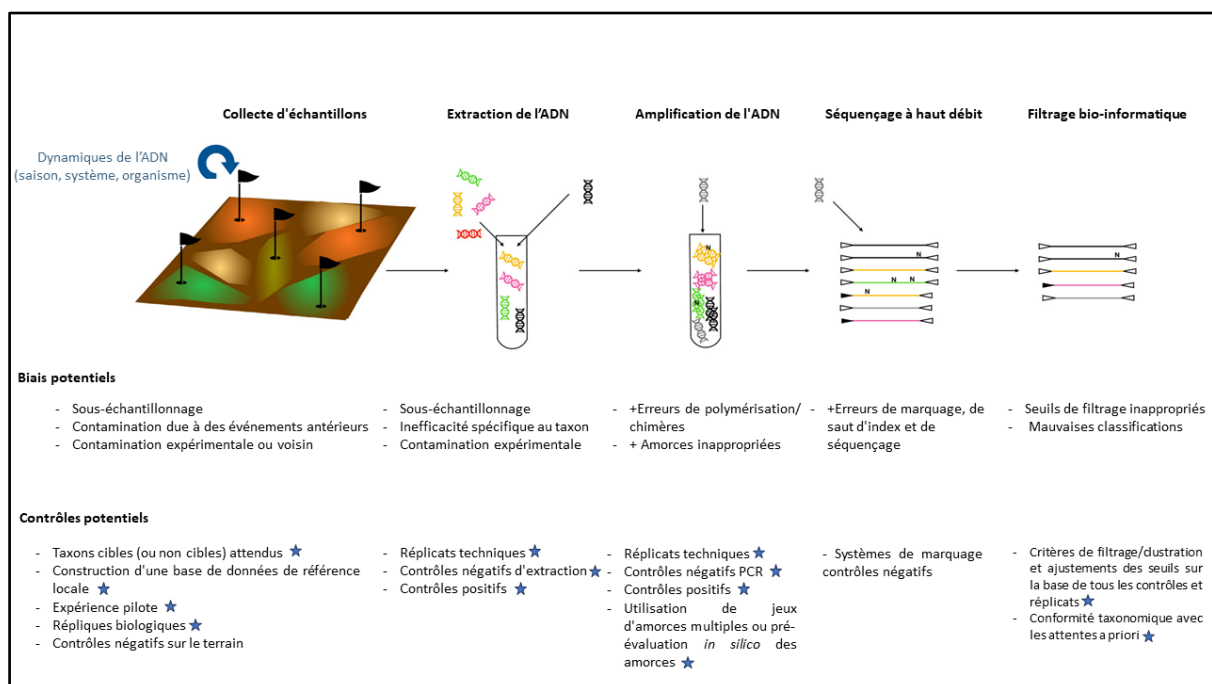 Collecte d'échantillons
Extraction de l'ADN
Amplification de l'ADN
Séquençage à haut débit
Filtrage bio-informatique
Dynamiques de l'ADN
(saison, système, organisme)
N
N
N
N N
N
N
Biais potentiels
- Sous-échantillonnage
- Contamination due à des événements antérieurs
- Contamination expérimentale ou voisin
- Sous-échantillonnage
- Inefficacité spécifique au taxon
- Contamination expérimentale
- +Erreurs de polymérisation/
chimères
- + Amorces inappropriées
- +Erreurs de marquage, de
saut d'index et de
séquençage
- Seuils de filtrage inappropriés
- Mauvaises classifications
Contrôles potentiels
- Taxons cibles (ou non cibles) attendus
- Construction d'une base de données de référence
locale
- Expérience pilote
- Répliques biologiques
- Contrôles négatifs sur le terrain
- Réplicats techniques
- Contrôles négatifs d'extraction
- Contrôles positifs
- Réplicats techniques
- Contrôles négatifs PCR
- Contrôles positifs
- Utilisation de jeux
d'amorces multiples ou pré-
évaluation in silico des
amorces
- Systèmes de marquage
contrôles négatifs
- Critères de filtrage/clustration
et ajustements des seuils sur
la base de tous les contrôles et
réplicats
- Conformité taxonomique avec
les attentes a priori